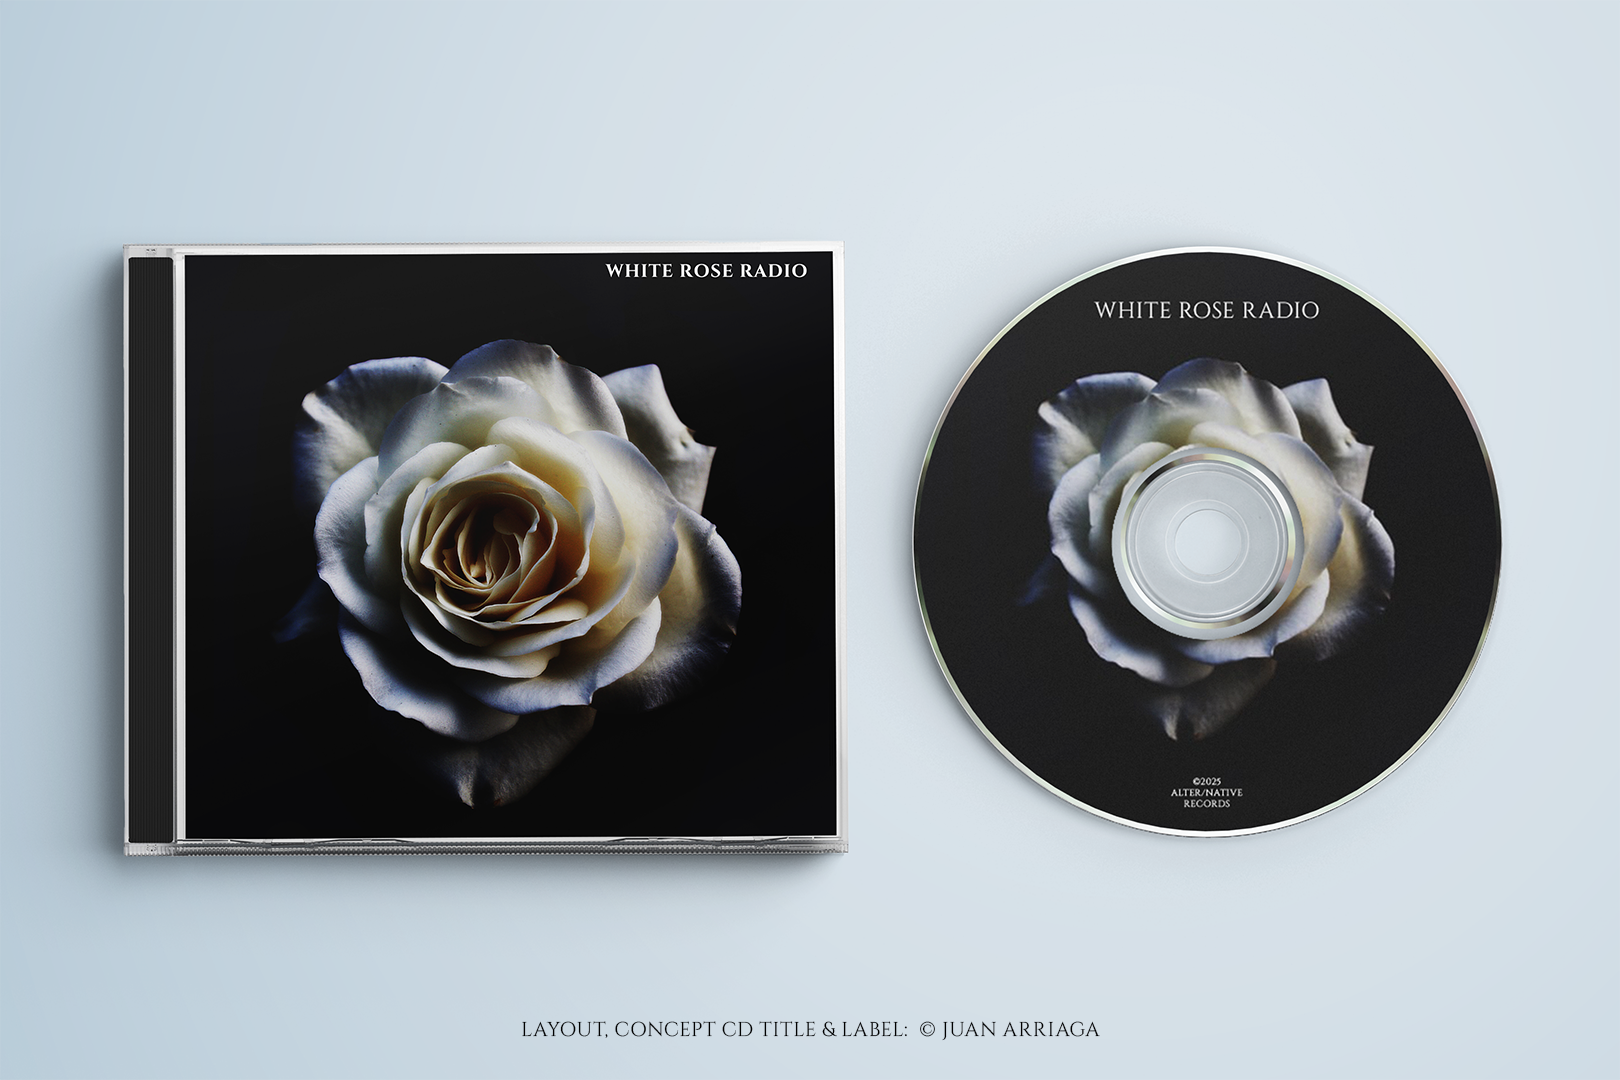 WHITE ROSE RADIO
WHITE ROSE RADIO
©2025
ALTER/NATIVE
RECORDS
LAYOUT, CONCEPT CD TITLE & LABEL: © JUAN ARRIAGA